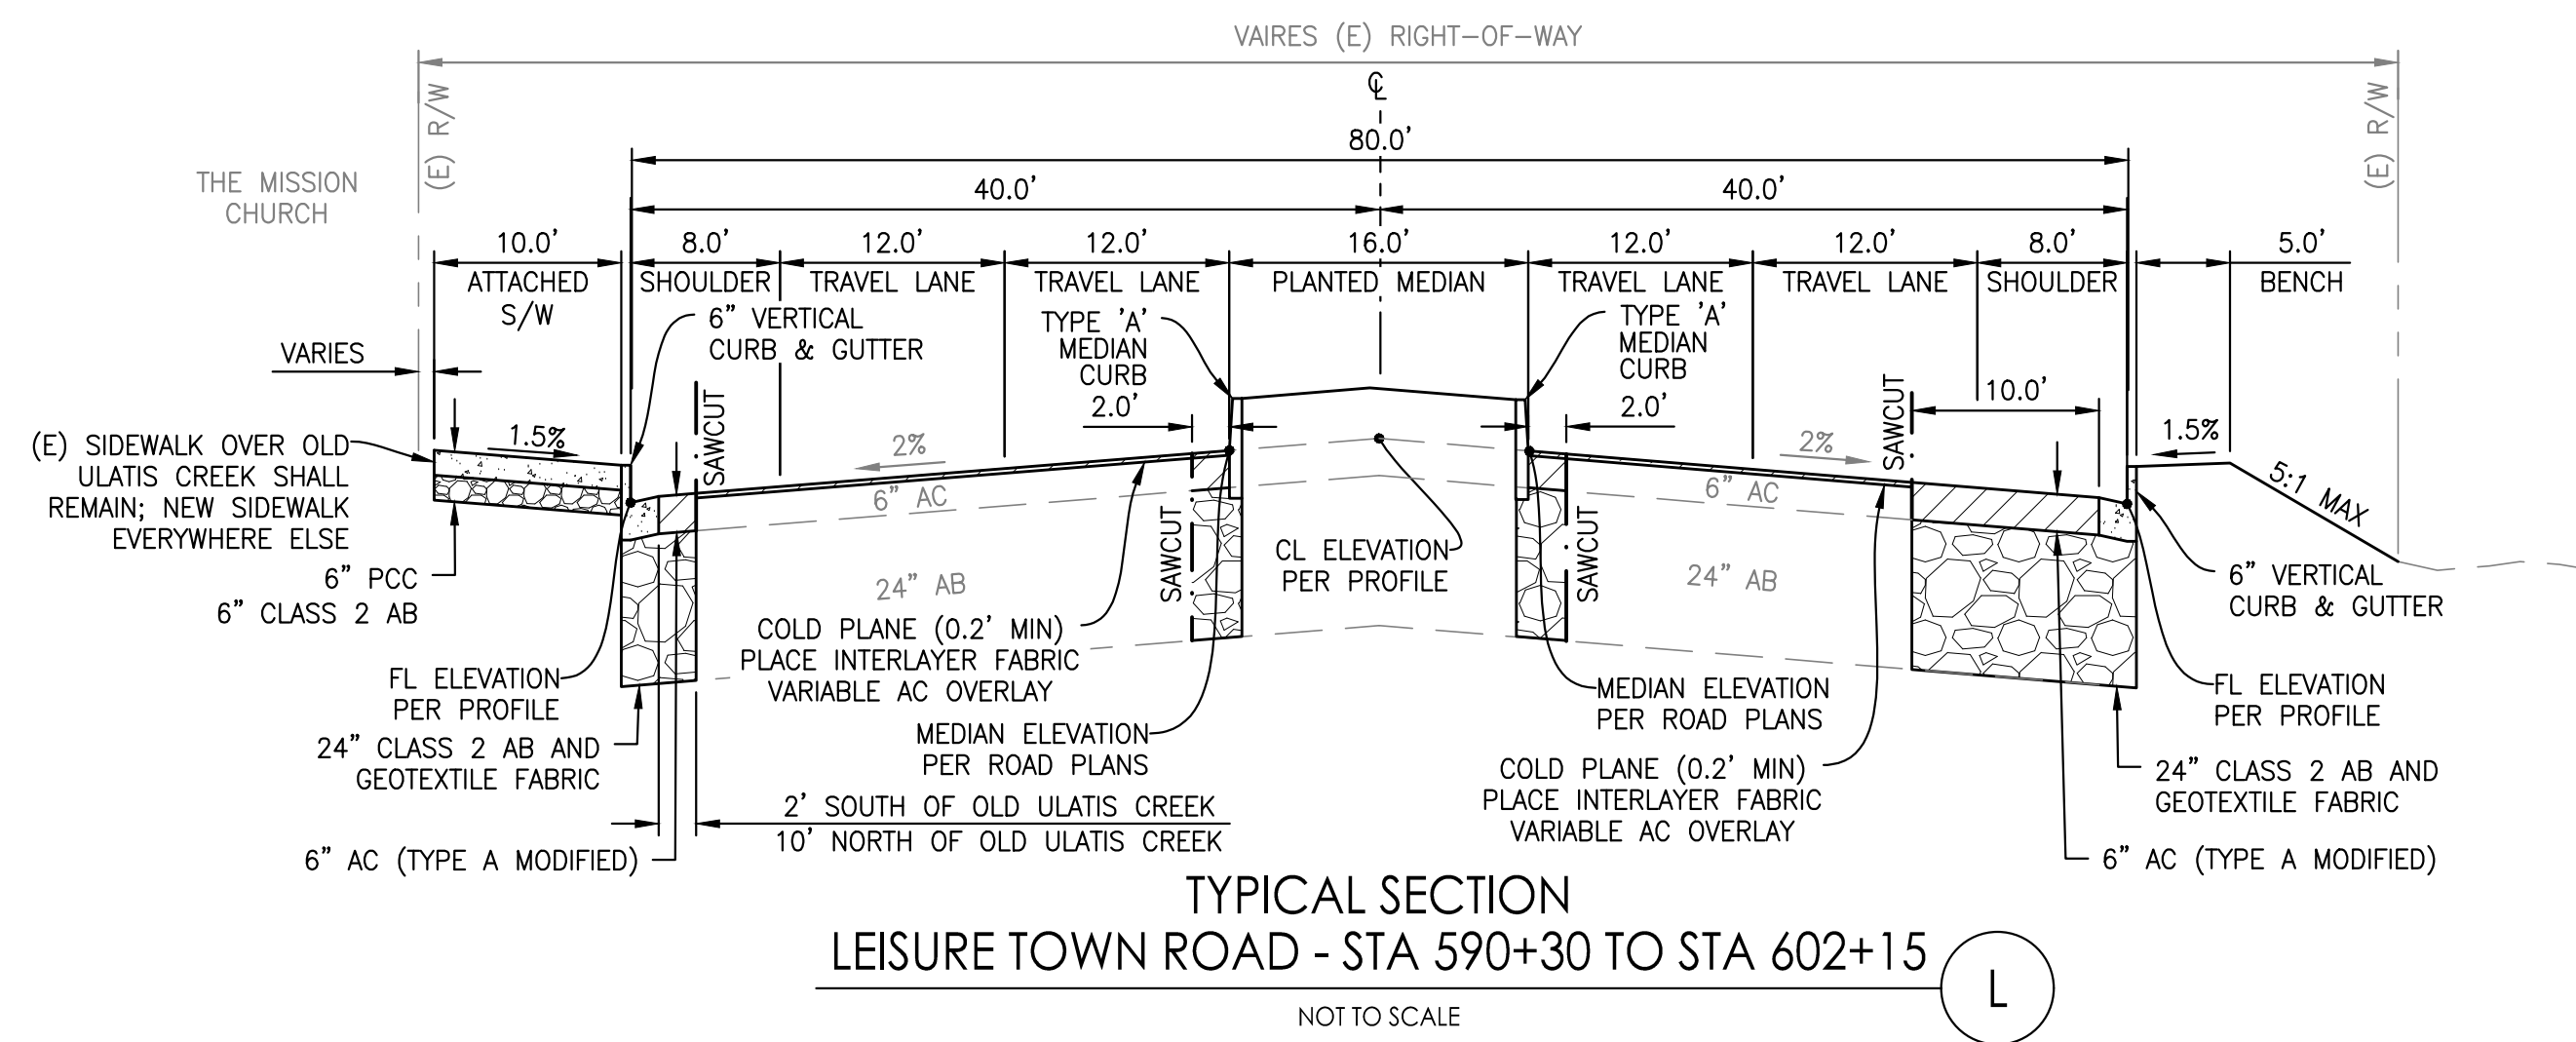 VAIRES (E) RIGHT-OF-WAY
℄
(E) R/W
(E) R/W
80.0'
THE MISSION
CHURCH
40.0'
40.0'
10.0'
8.0'
12.0'
12.0'
16.0'
12.0'
12.0'
8.0'
5.0'
ATTACHED
S/W
SHOULDER
TRAVEL LANE
TRAVEL LANE
PLANTED MEDIAN
TRAVEL LANE
TRAVEL LANE
SHOULDER
BENCH
6" VERTICAL
CURB & GUTTER
TYPE 'A'
MEDIAN
CURB
TYPE 'A'
MEDIAN
CURB
VARIES
SAWCUT
2.0'
2.0'
SAWCUT
10.0'
(E) SIDEWALK OVER OLD
ULATIS CREEK SHALL
REMAIN; NEW SIDEWALK
EVERYWHERE ELSE
1.5%
2%
2%
1.5%
5:1 MAX
6" AC
6" AC
SAWCUT
SAWCUT
CL ELEVATION
PER PROFILE
6" PCC
6" CLASS 2 AB
24" AB
24" AB
6" VERTICAL
CURB & GUTTER
COLD PLANE (0.2' MIN)
PLACE INTERLAYER FABRIC
VARIABLE AC OVERLAY
FL ELEVATION
PER PROFILE
MEDIAN ELEVATION
PER ROAD PLANS
FL ELEVATION
PER PROFILE
24" CLASS 2 AB AND
GEOTEXTILE FABRIC
MEDIAN ELEVATION
PER ROAD PLANS
COLD PLANE (0.2' MIN)
PLACE INTERLAYER FABRIC
VARIABLE AC OVERLAY
24" CLASS 2 AB AND
GEOTEXTILE FABRIC
2' SOUTH OF OLD ULATIS CREEK
10' NORTH OF OLD ULATIS CREEK
6" AC (TYPE A MODIFIED)
6" AC (TYPE A MODIFIED)
TYPICAL SECTION
LEISURE TOWN ROAD - STA 590+30 TO STA 602+15
L
NOT TO SCALE